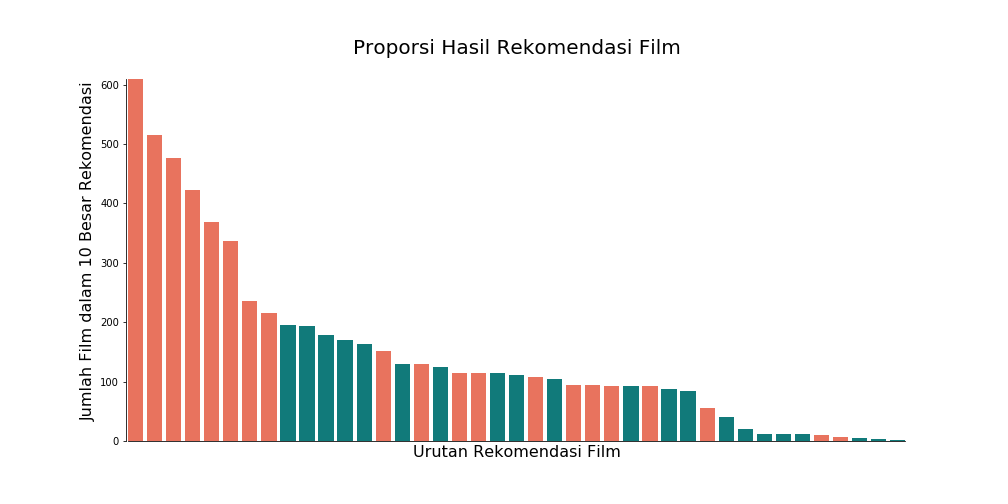 Proporsi Hasil Rekomendasi Film
Jumlah Film dalam 10 Besar Rekomendasi
600
500
400
300
200
100
0
Urutan Rekomendasi Film